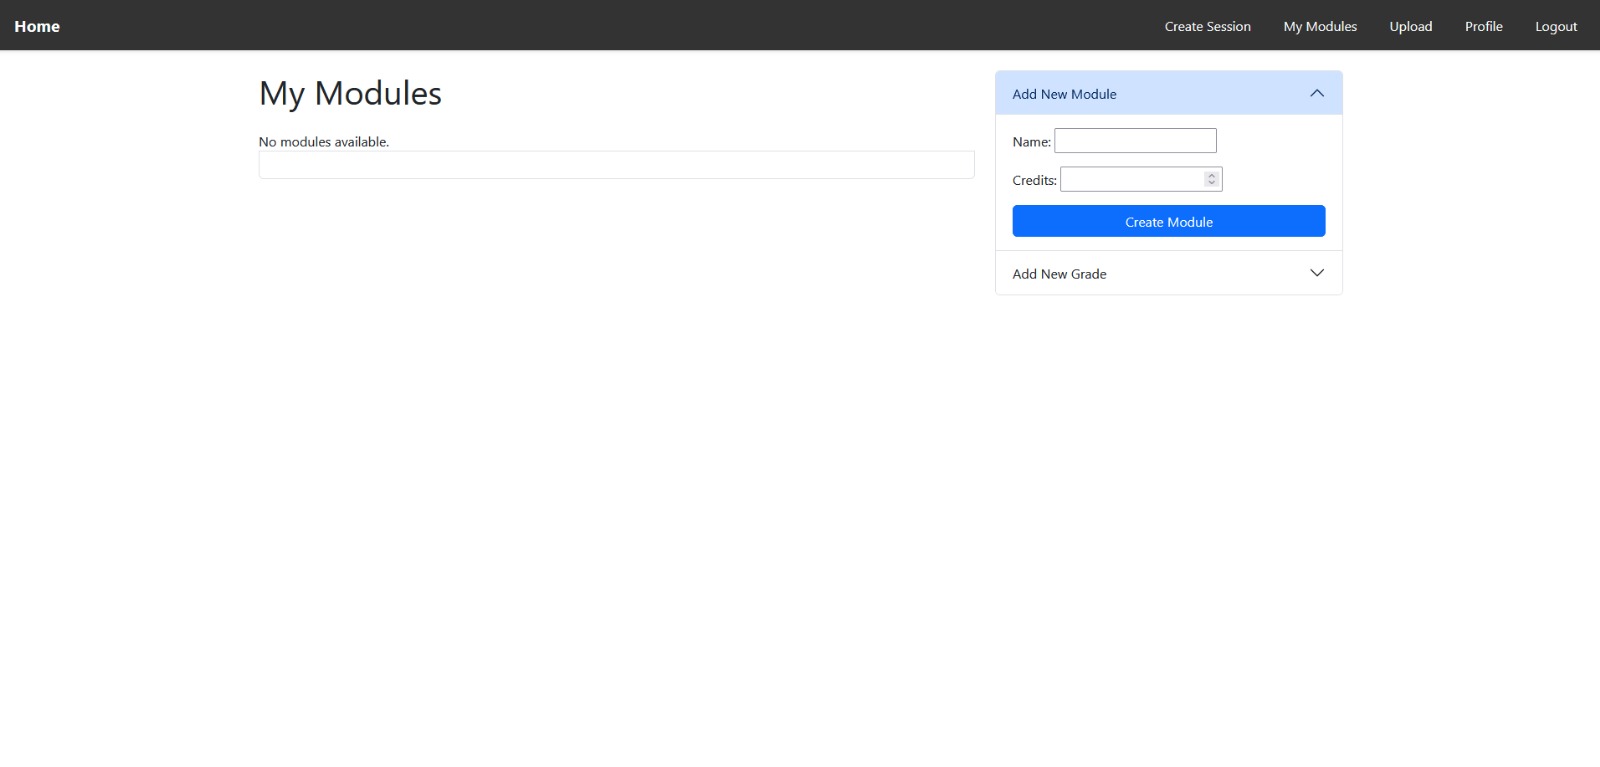 Home Create Session My Modules Upload Profile Logout
My Modules
No modules available.
Add New Module
Name:
Credits:
Create Module
Add New Grade